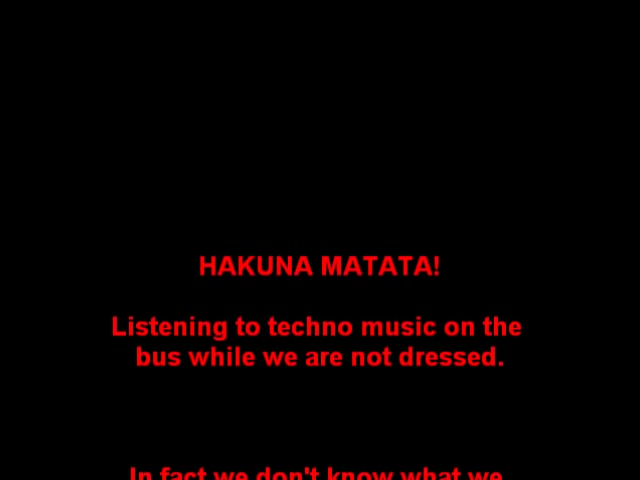 HAKUNA MATATA!
Listening to techno music on the
bus while we are not dressed.
In fact we don't know what we